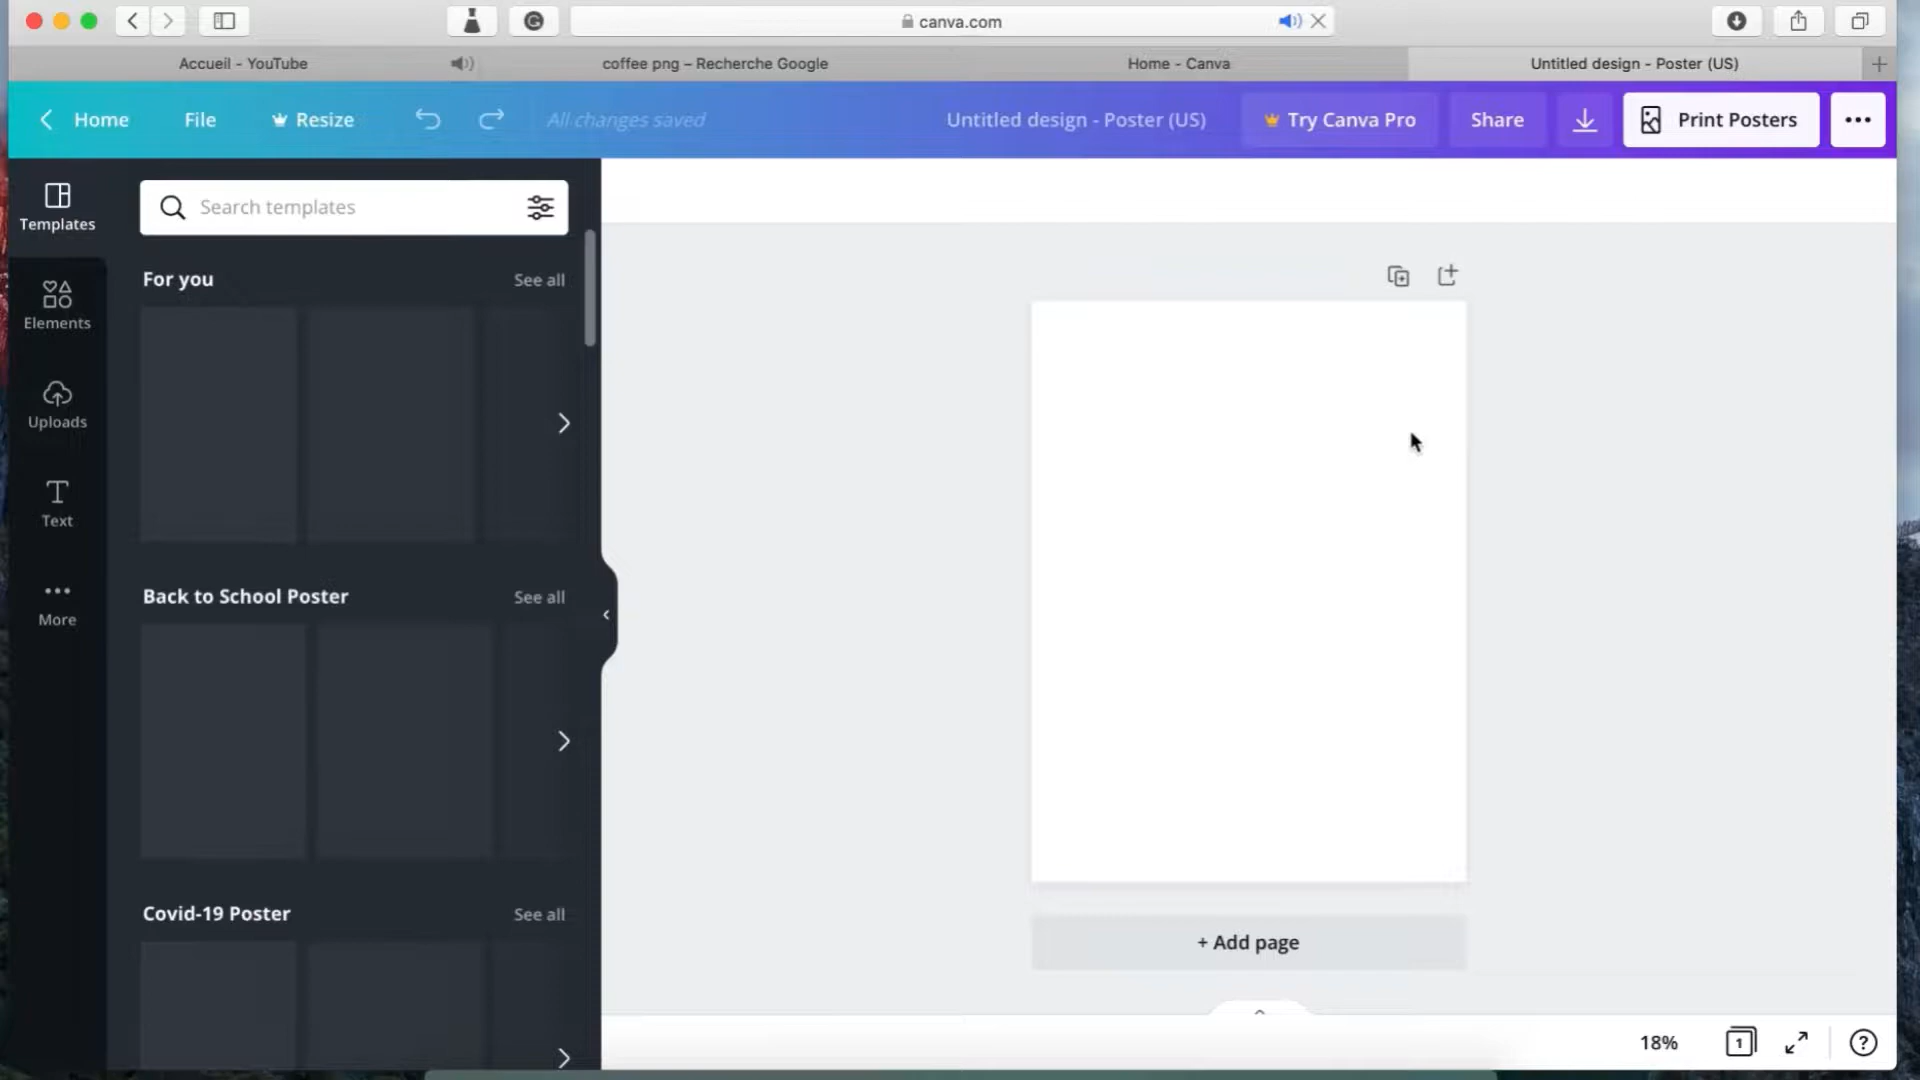 canva.com
Accueil - YouTube
coffee png – Recherche Google
Home - Canva
Untitled design - Poster (US)
Home
File
Resize
All changes saved
Untitled design - Poster (US)
Try Canva Pro
Share
Print Posters
Templates
Search templates
For you
See all
Elements
Uploads
Text
Back to School Poster
See all
More
Covid-19 Poster
See all
+ Add page
18%
1
?